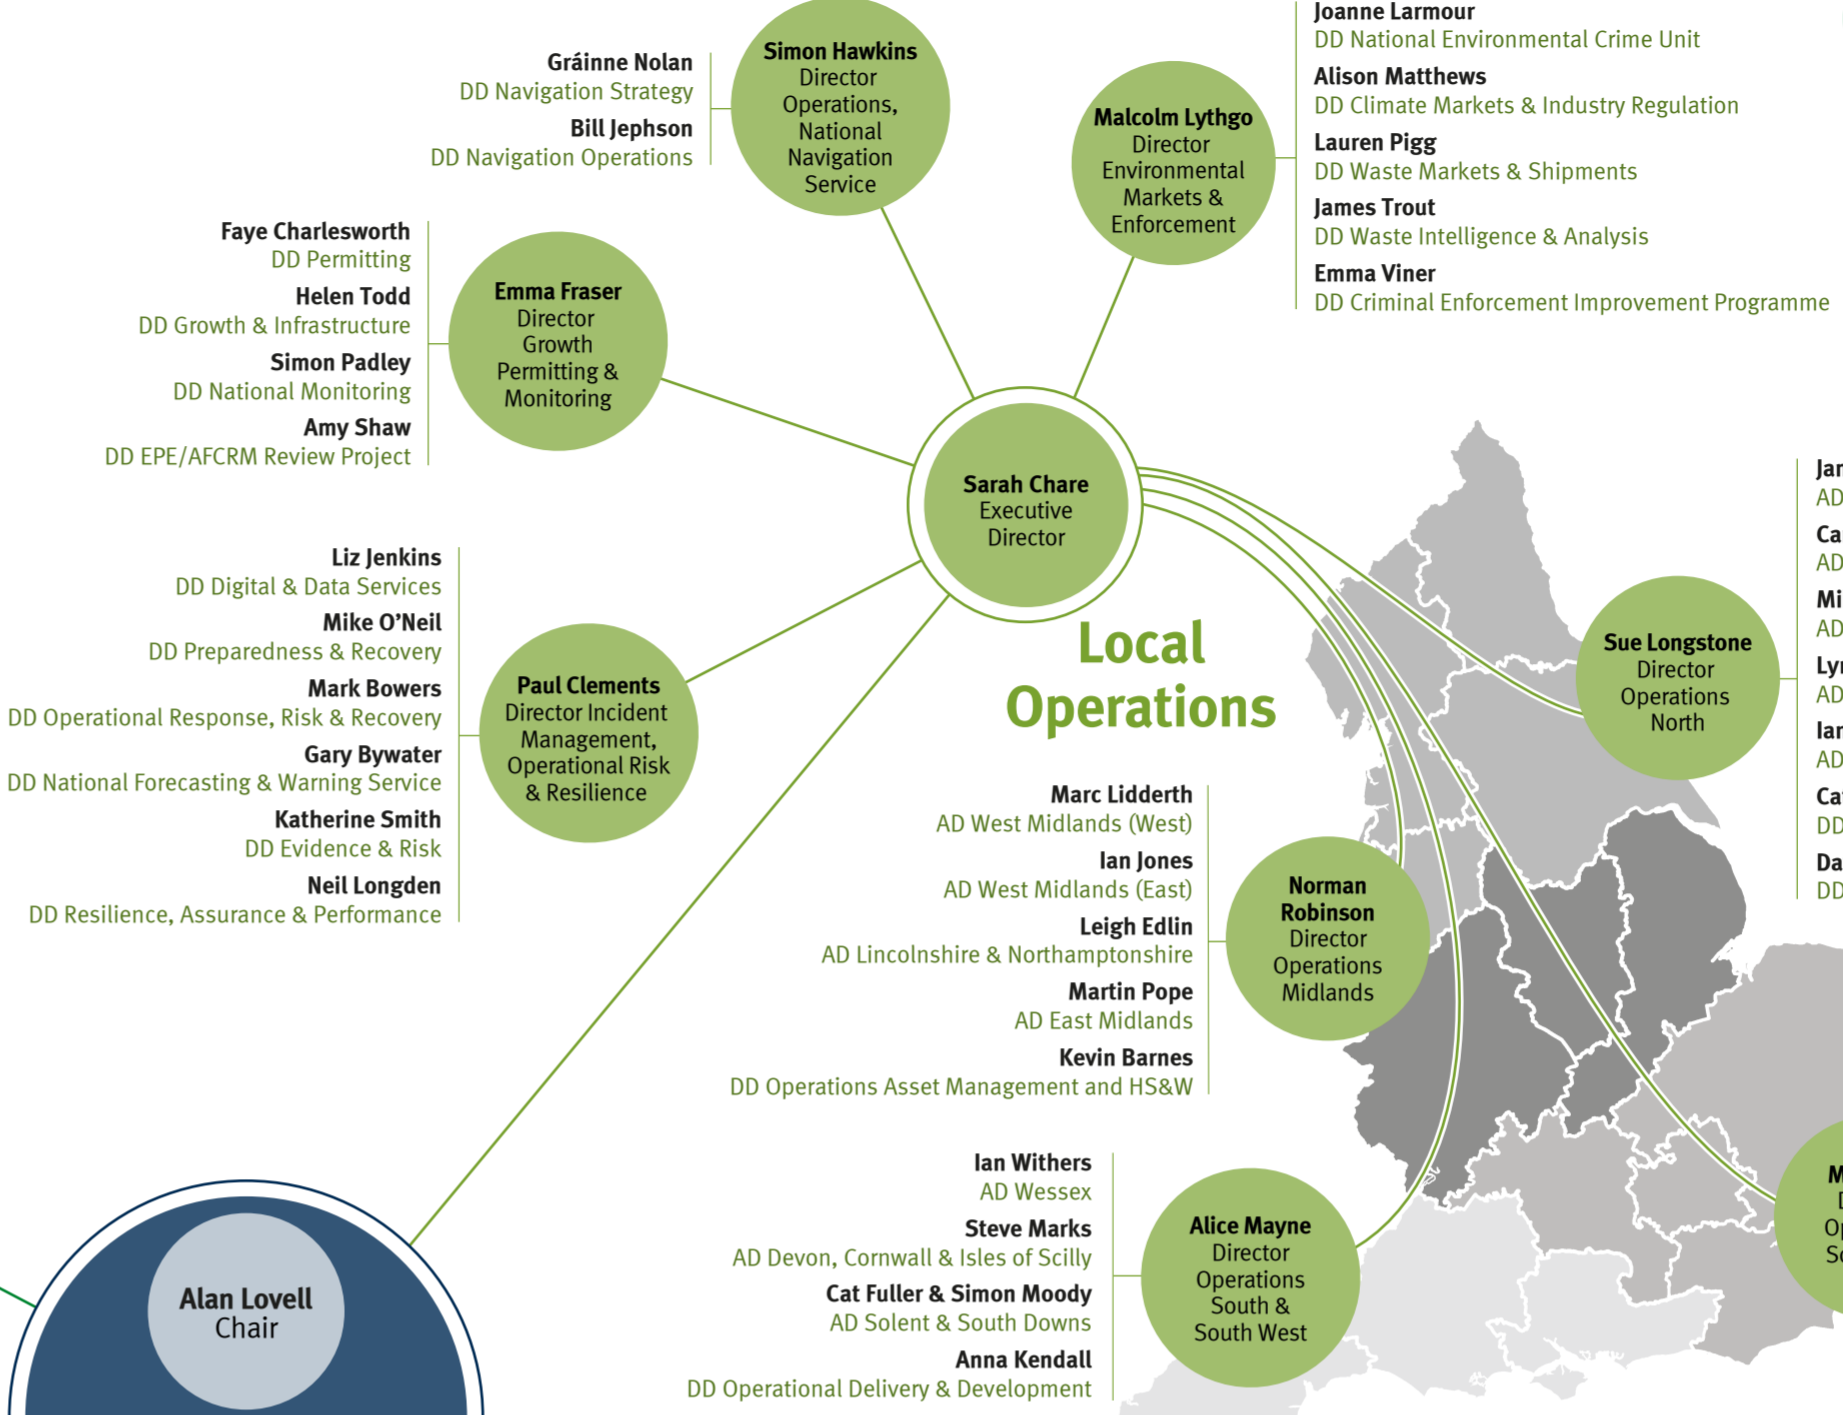 Gráinne Nolan
DD Navigation Strategy
Bill Jephson
DD Navigation Operations
Simon Hawkins
Director
Operations,
National
Navigation
Service
Malcolm Lythgo
Director
Environmental
Markets &
Enforcement
Joanne Larmour
DD National Environmental Crime Unit
Alison Matthews
DD Climate Markets & Industry Regulation
Lauren Pigg
DD Waste Markets & Shipments
James Trout
DD Waste Intelligence & Analysis
Emma Viner
DD Criminal Enforcement Improvement Programme
Faye Charlesworth
DD Permitting
Helen Todd
DD Growth & Infrastructure
Simon Padley
DD National Monitoring
Amy Shaw
DD EPE/AFCRM Review Project
Emma Fraser
Director
Growth
Permitting &
Monitoring
Sarah Chare
Executive
Director
Liz Jenkins
DD Digital & Data Services
Mike O’Neil
DD Preparedness & Recovery
Mark Bowers
DD Operational Response, Risk & Recovery
Gary Bywater
DD National Forecasting & Warning Service
Katherine Smith
DD Evidence & Risk
Neil Longden
DD Resilience, Assurance & Performance
Paul Clements
Director Incident
Management,
Operational Risk
& Resilience
Local
Operations
Sue Longstone
Director
Operations
North
AD
AD
AD
AD
AD
DD
DD
Marc Lidderth
AD West Midlands (West)
Ian Jones
AD West Midlands (East)
Leigh Edlin
AD Lincolnshire & Northamptonshire
Martin Pope
AD East Midlands
Kevin Barnes
DD Operations Asset Management and HS&W
Norman
Robinson
Director
Operations
Midlands
Ian Withers
AD Wessex
Steve Marks
AD Devon, Cornwall & Isles of Scilly
Cat Fuller & Simon Moody
AD Solent & South Downs
Anna Kendall
DD Operational Delivery & Development
Alice Mayne
Director
Operations
South &
South West
Alan Lovell
Chair